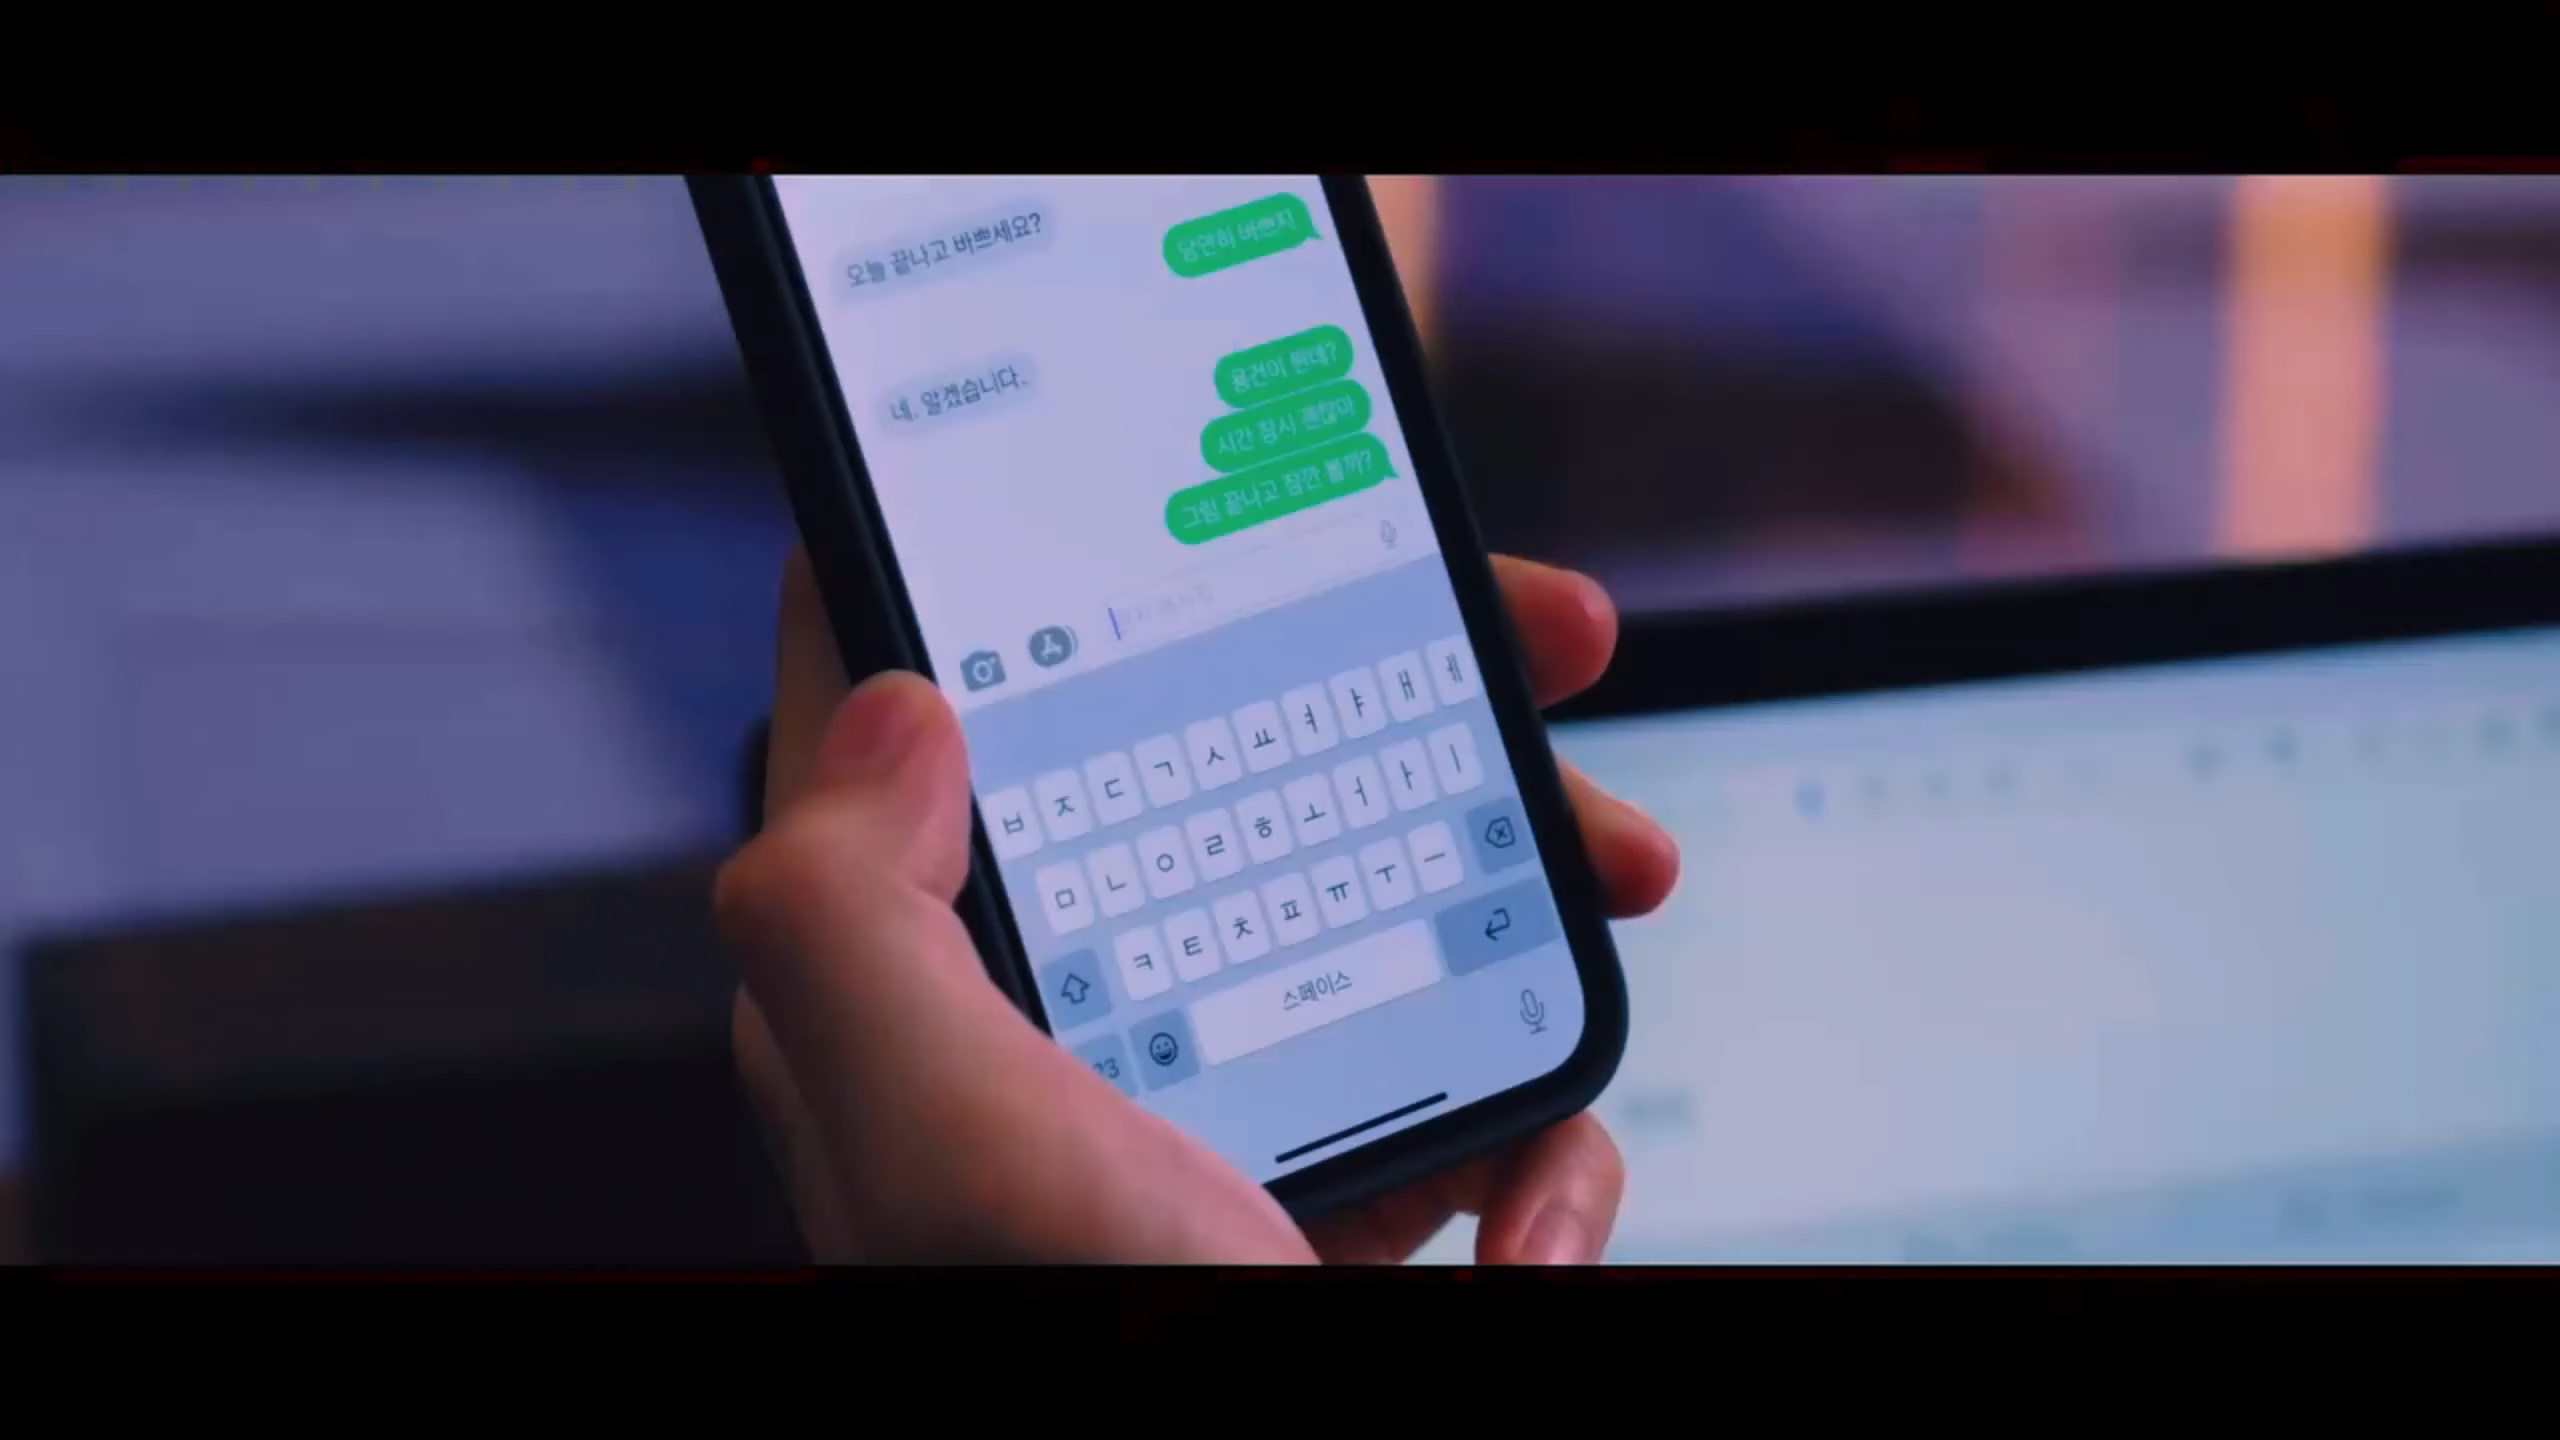 오늘 끝나고 바쁘세요?
당연히 바쁘지
네. 알겠습니다.
용건이 뭔데?
시간 잠시 괜찮아
그럼 끝나고 잠깐 볼까?
ㅂ ㅈ ㄷ ㄱ ㅅ ㅛ ㅕ ㅑ ㅐ ㅔ
ㅁ ㄴ ㅇ ㄹ ㅎ ㅗ ㅓ ㅏ ㅣ
ㅋ ㅌ ㅊ ㅍ ㅠ ㅜ ㅡ
23 스페이스